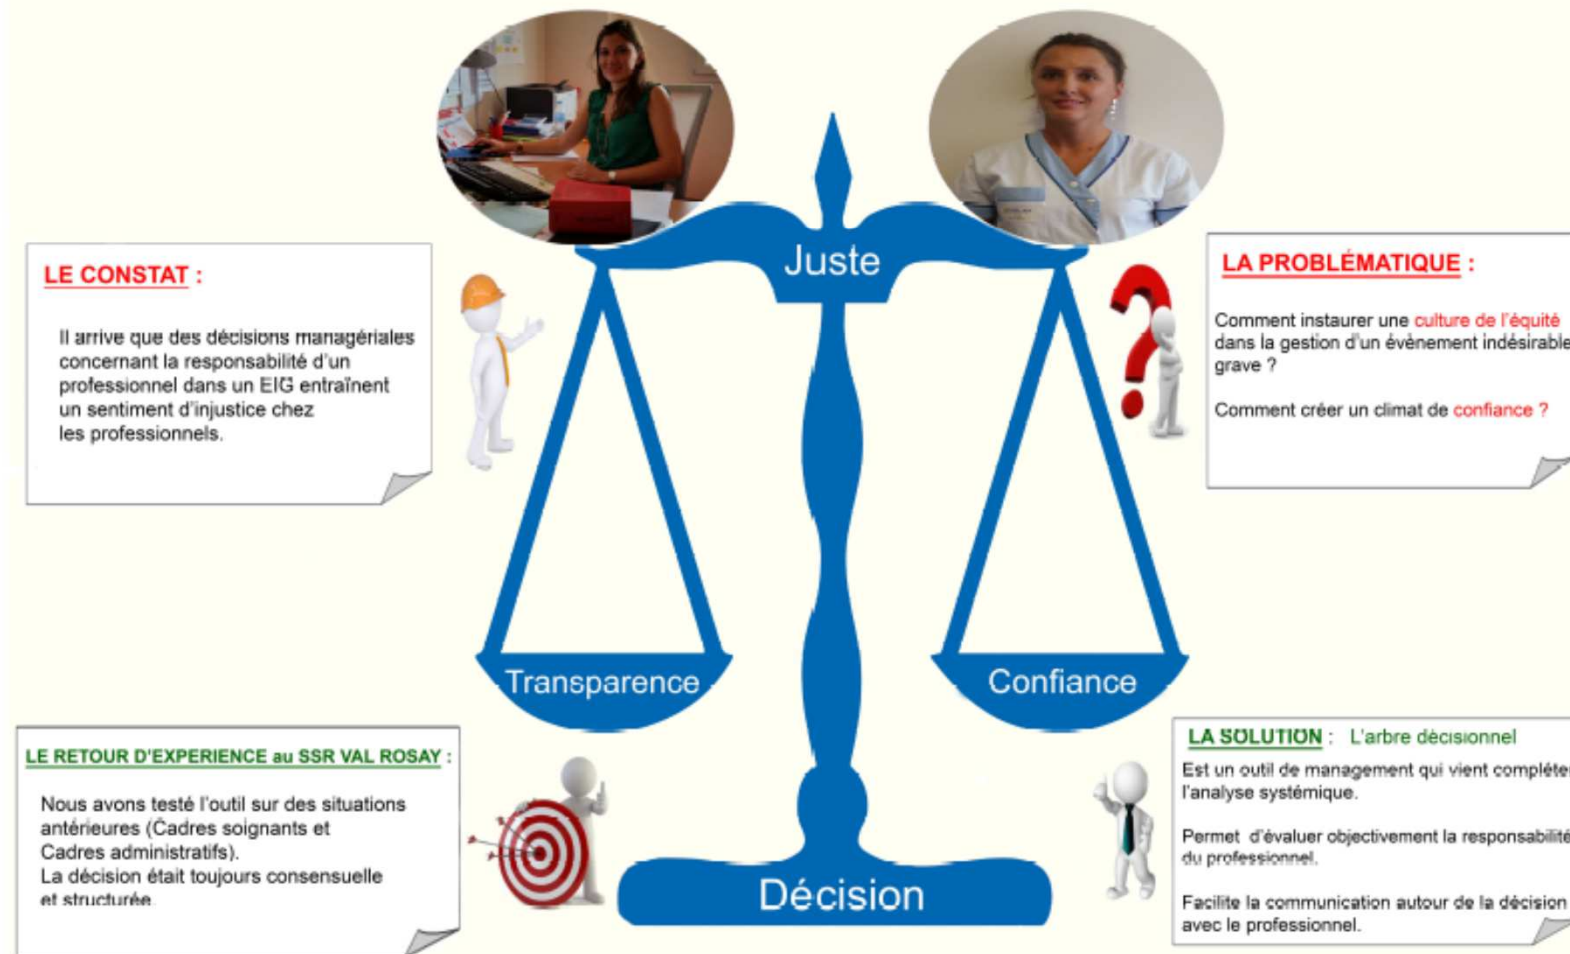 Juste
LE CONSTAT :
Il arrive que des décisions managériales
concernant la responsabilité d'un
professionnel dans un EIG entraînent
un sentiment d'injustice chez
les professionnels.
LA PROBLÉMATIQUE :
Comment instaurer une culture de l'équité
dans la gestion d'un évènement indésirable
grave ?
Comment créer un climat de confiance ?
Transparence
Confiance
LE RETOUR D'EXPERIENCE au SSR VAL ROSAY :
Nous avons testé l'outil sur des situations
antérieures (Cadres soignants et
Cadres administratifs).
La décision était toujours consensuelle
et structurée.
LA SOLUTION : L'arbre décisionnel
Est un outil de management qui vient compléter
l'analyse systémique.
Permet d'évaluer objectivement la responsabilité
du professionnel.
Facilite la communication autour de la décision
avec le professionnel.
Décision